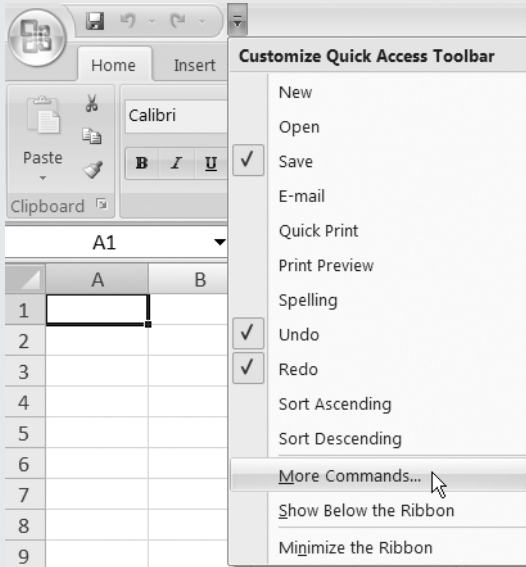 Customize Quick Access Toolbar
Home Insert
New
Open
Calibri
Paste
B I U
Save
E-mail
Clipboard
Quick Print
A1
Print Preview
A B
Spelling
1
Undo
2
Redo
3
Sort Ascending
4
Sort Descending
5
6
More Commands...
7
Show Below the Ribbon
8
Minimize the Ribbon
9